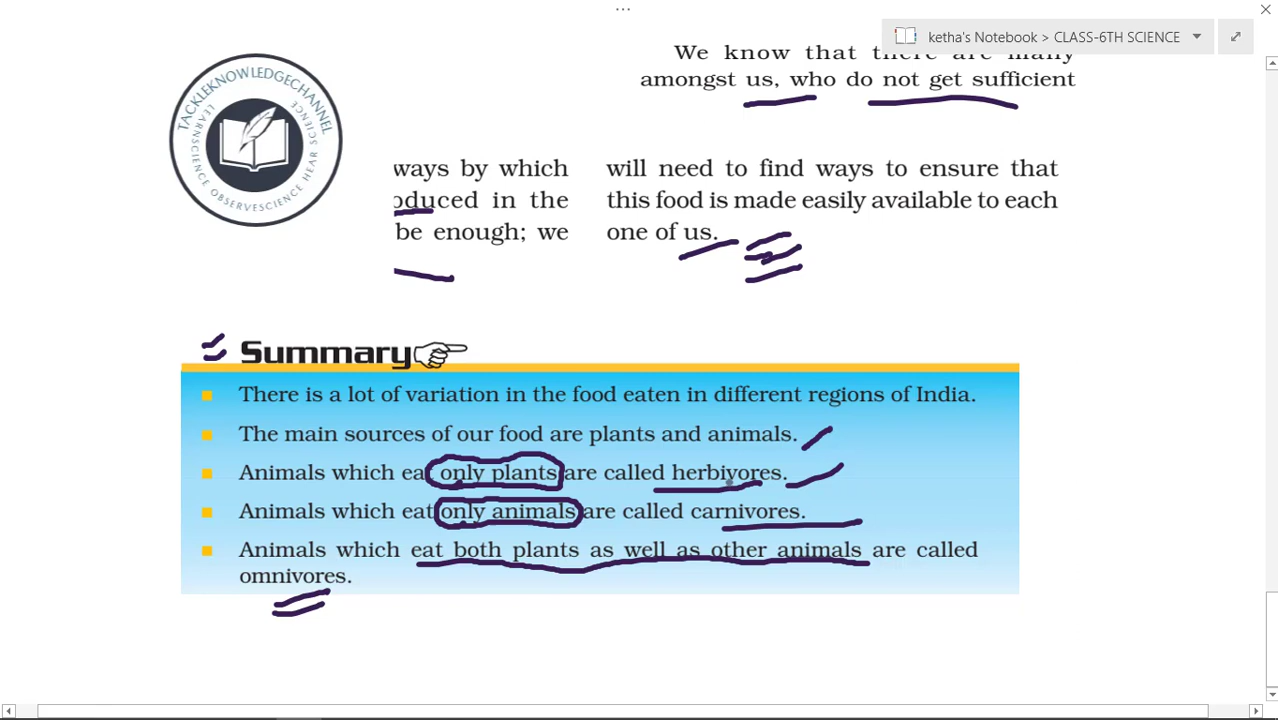 ketha's Notebook > CLASS-6TH SCIENCE
We know that there are many
amongst us, who do not get sufficient
TACKLEKNOWLEDGECHANNEL
LEARNSCIENCE OBSERVESCIENCE HEAR SCIENCE
ways by which
oduced in the
be enough; we
will need to find ways to ensure that
this food is made easily available to each
one of us.
Summary
There is a lot of variation in the food eaten in different regions of India.
The main sources of our food are plants and animals.
Animals which eat only plants are called herbivores.
Animals which eat only animals are called carnivores.
Animals which eat both plants as well as other animals are called
omnivores.